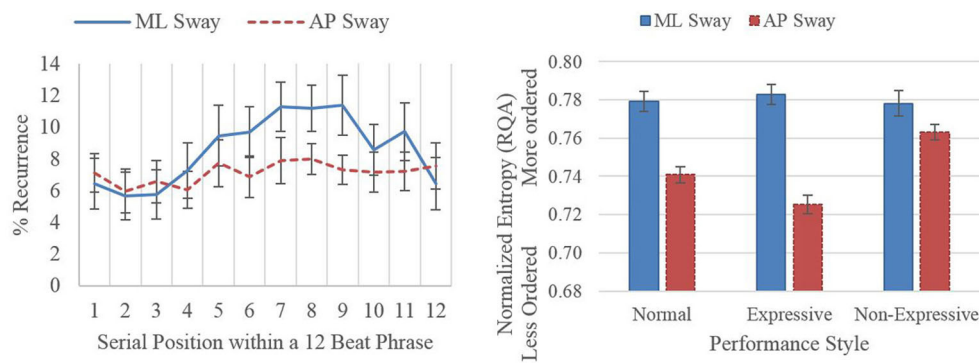 ML Sway AP Sway
% Recurrence
14
12
10
8
6
4
2
0
1 2 3 4 5 6 7 8 9 10 11 12
Serial Position within a 12 Beat Phrase
ML Sway AP Sway
Normalized Entropy (RQA)
Less Ordered More ordered
0.80
0.78
0.76
0.74
0.72
0.70
0.68
Normal Expressive Non-Expressive
Performance Style